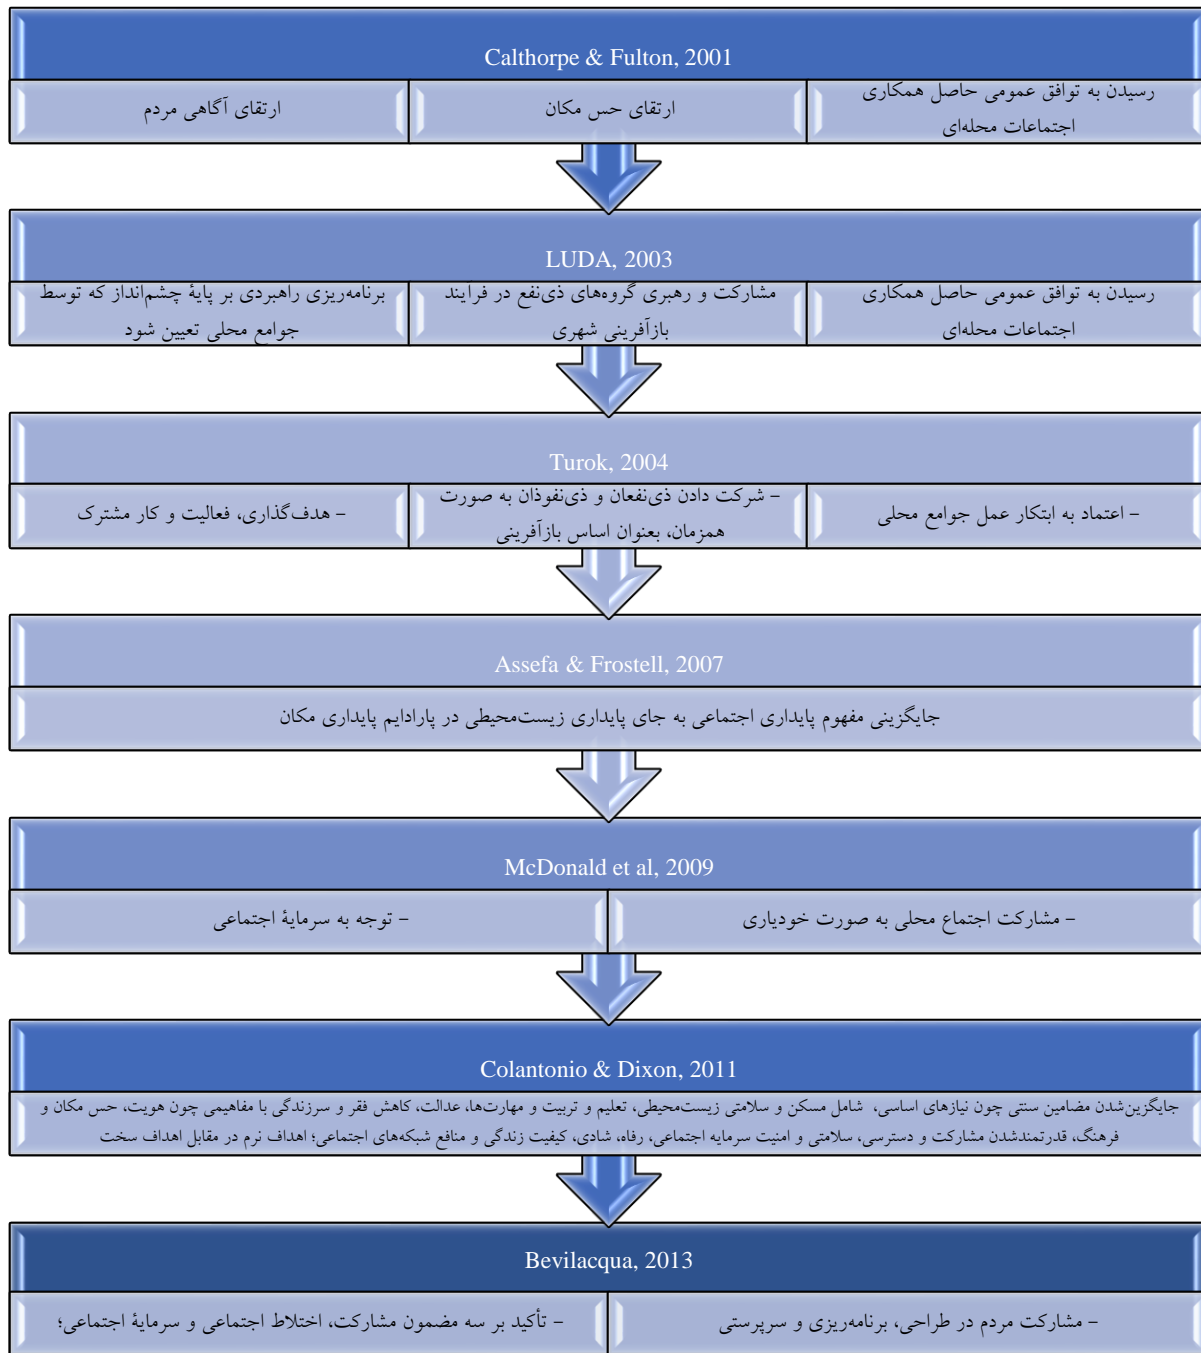 Calthorpe & Fulton, 2001
رسیدن به توافق عمومی حاصل همکاری
اجتماعات محله‌ای
ارتقای حس مکان
ارتقای آگاهی مردم
LUDA, 2003
رسیدن به توافق عمومی حاصل همکاری
اجتماعات محله‌ای
مشارکت و رهبری گروه‌های ذی‌نفع در فرایند
بازآفرینی شهری
برنامه‌ریزی راهبردی بر پایهٔ چشم‌انداز که توسط
جوامع محلی تعیین شود
Turok, 2004
- اعتماد به ابتکار عمل جوامع محلی
- شرکت دادن ذی‌نفعان و ذی‌نفوذان به صورت
همزمان، بعنوان اساس بازآفرینی
- هدف‌گذاری، فعالیت و کار مشترک
Assefa & Frostell, 2007
جایگزینی مفهوم پایداری اجتماعی به جای پایداری زیست‌محیطی در پارادایم پایداری مکان
McDonald et al, 2009
- مشارکت اجتماع محلی به صورت خودیاری
- توجه به سرمایهٔ اجتماعی
Colantonio & Dixon, 2011
جایگزین‌شدن مضامین سنتی چون نیازهای اساسی، شامل مسکن و سلامتی زیست‌محیطی، تعلیم و تربیت و مهارت‌ها، عدالت، کاهش فقر و سرزندگی با مفاهیمی چون هویت، حس مکان و
فرهنگ، قدرتمندشدن مشارکت و دسترسی، سلامتی و امنیت سرمایه اجتماعی، رفاه، شادی، کیفیت زندگی و منافع شبکه‌های اجتماعی؛ اهداف نرم در مقابل اهداف سخت
Bevilacqua, 2013
- مشارکت مردم در طراحی، برنامه‌ریزی و سرپرستی
- تأکید بر سه مضمون مشارکت، اختلاط اجتماعی و سرمایهٔ اجتماعی؛